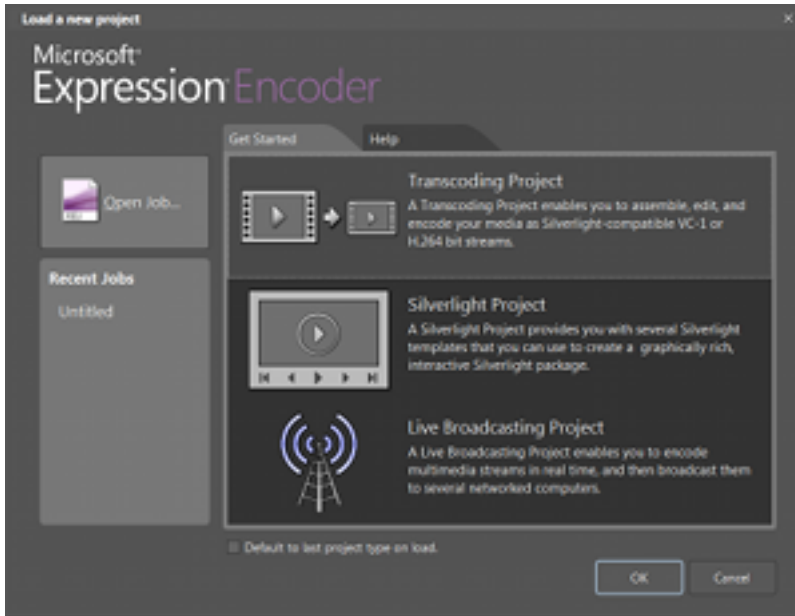 Load a new project
Microsoft®
Expression® Encoder
Get Started
Help
Open Job...
Recent Jobs
Untitled
Transcoding Project
A Transcoding Project enables you to assemble, edit, and
encode your media as Silverlight-compatible VC-1 or
H.264 bit streams.
Silverlight Project
A Silverlight Project provides you with several Silverlight
templates that you can use to create a graphically rich,
interactive Silverlight package.
Live Broadcasting Project
A Live Broadcasting Project enables you to encode
multimedia streams in real time, and then broadcast them
to several networked computers.
Default to last project type on load.
OK
Cancel